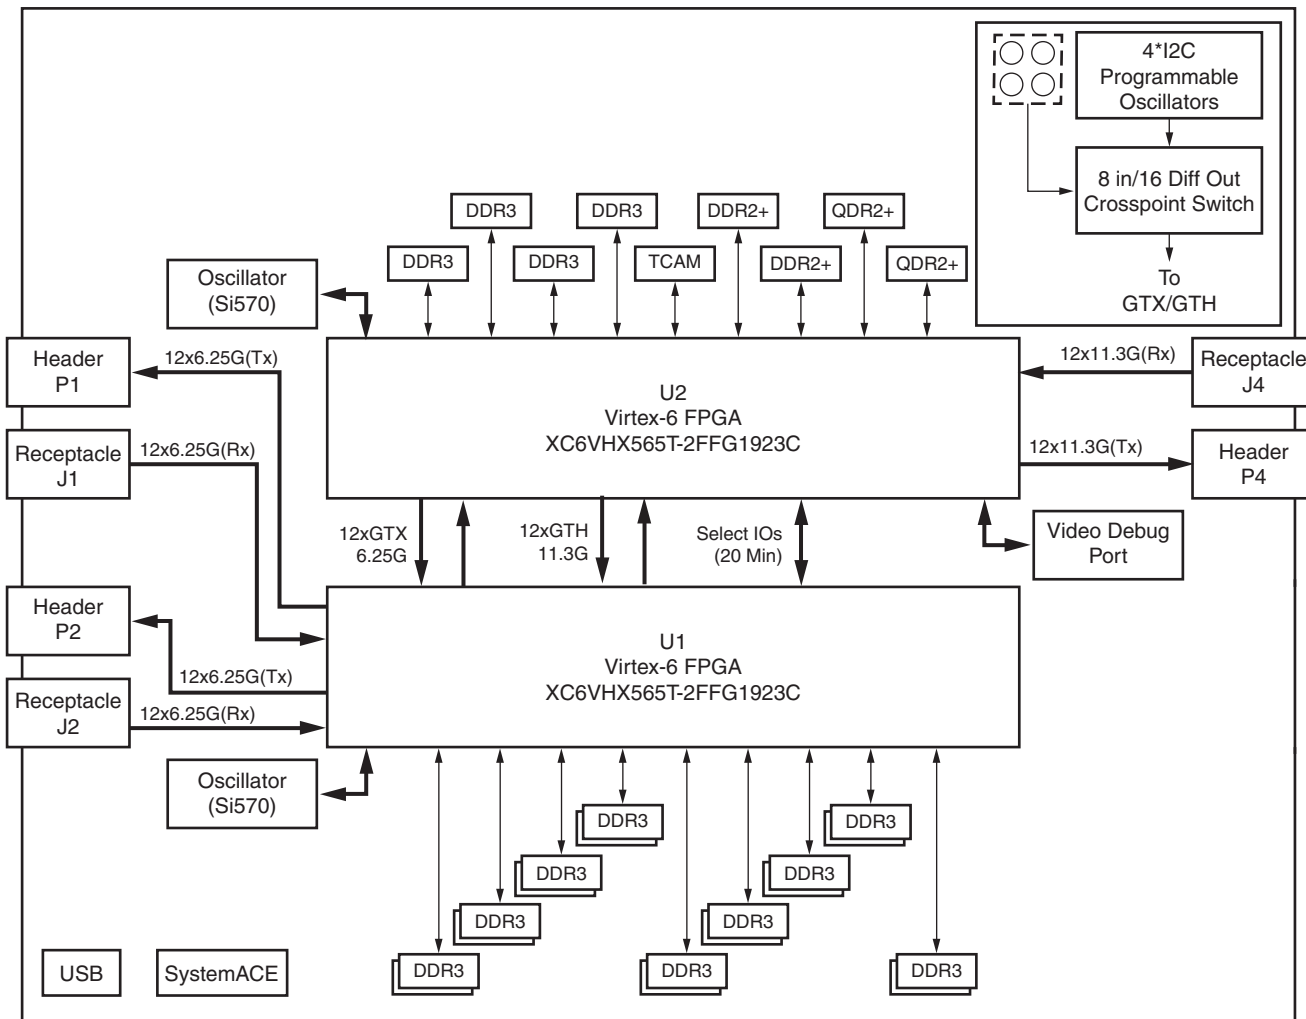 4*I2C
Programmable
Oscillators
8 in/16 Diff Out
Crosspoint Switch
To
GTX/GTH
DDR3
DDR3
DDR2+
QDR2+
DDR3
DDR3
TCAM
DDR2+
QDR2+
Oscillator
(Si570)
Header
P1
12x6.25G(Tx)
Receptacle
J1
12x6.25G(Rx)
U2
Virtex-6 FPGA
XC6VHX565T-2FFG1923C
12x11.3G(Rx)
Receptacle
J4
12x11.3G(Tx)
Header
P4
12xGTX
6.25G
12xGTH
11.3G
Select IOs
(20 Min)
Video Debug
Port
Header
P2
12x6.25G(Tx)
Receptacle
J2
12x6.25G(Rx)
U1
Virtex-6 FPGA
XC6VHX565T-2FFG1923C
Oscillator
(Si570)
DDR3
DDR3
DDR3
DDR3
DDR3
DDR3
DDR3
DDR3
DDR3
USB
SystemACE